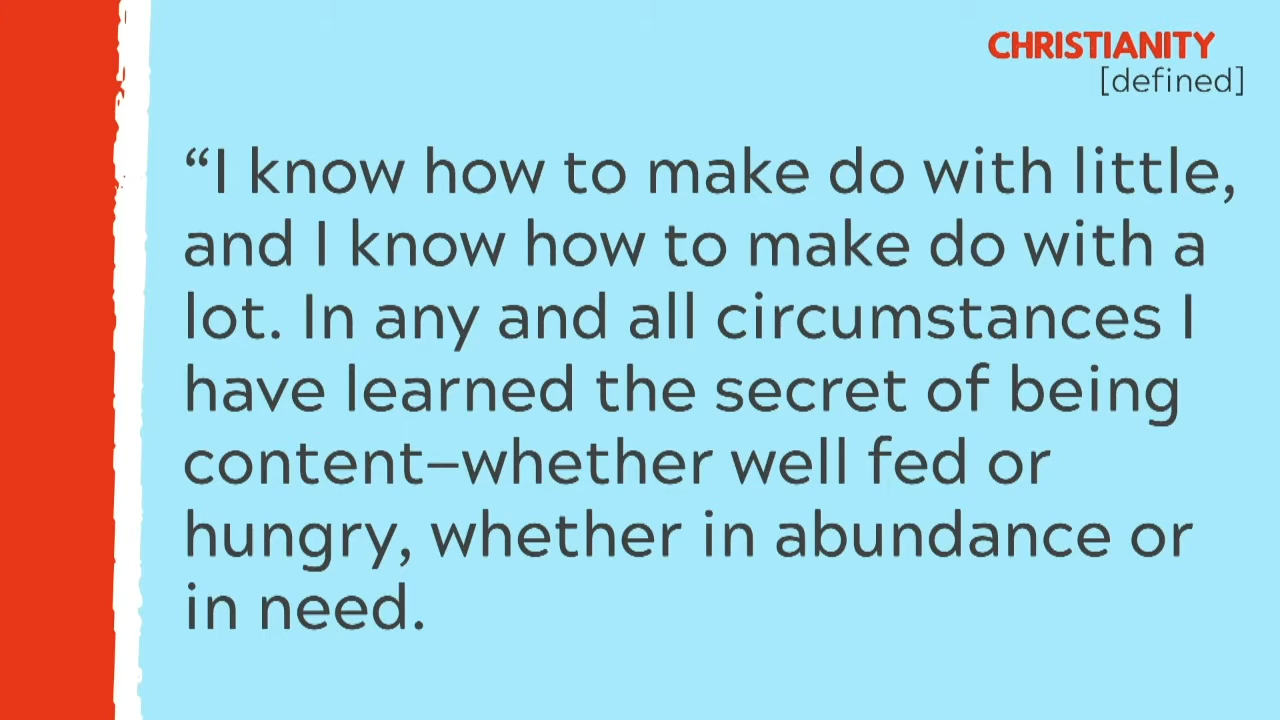 CHRISTIANITY
[defined]
“I know how to make do with little,
and I know how to make do with a
lot. In any and all circumstances I
have learned the secret of being
content—whether well fed or
hungry, whether in abundance or
in need.